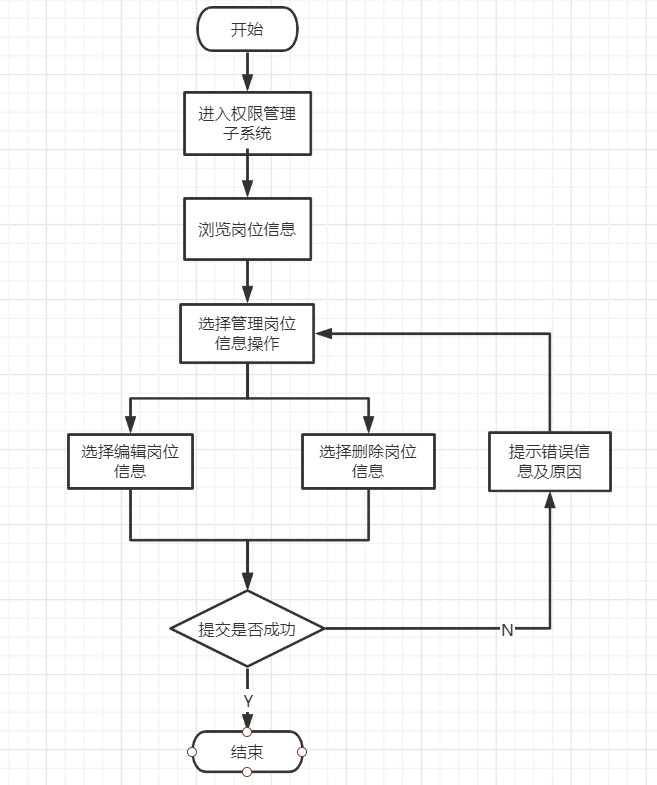 开始
进入权限管理
子系统
浏览岗位信息
选择管理岗位
信息操作
选择编辑岗位
信息
选择删除岗位
信息
提示错误信
息及原因
提交是否成功
N
Y
结束